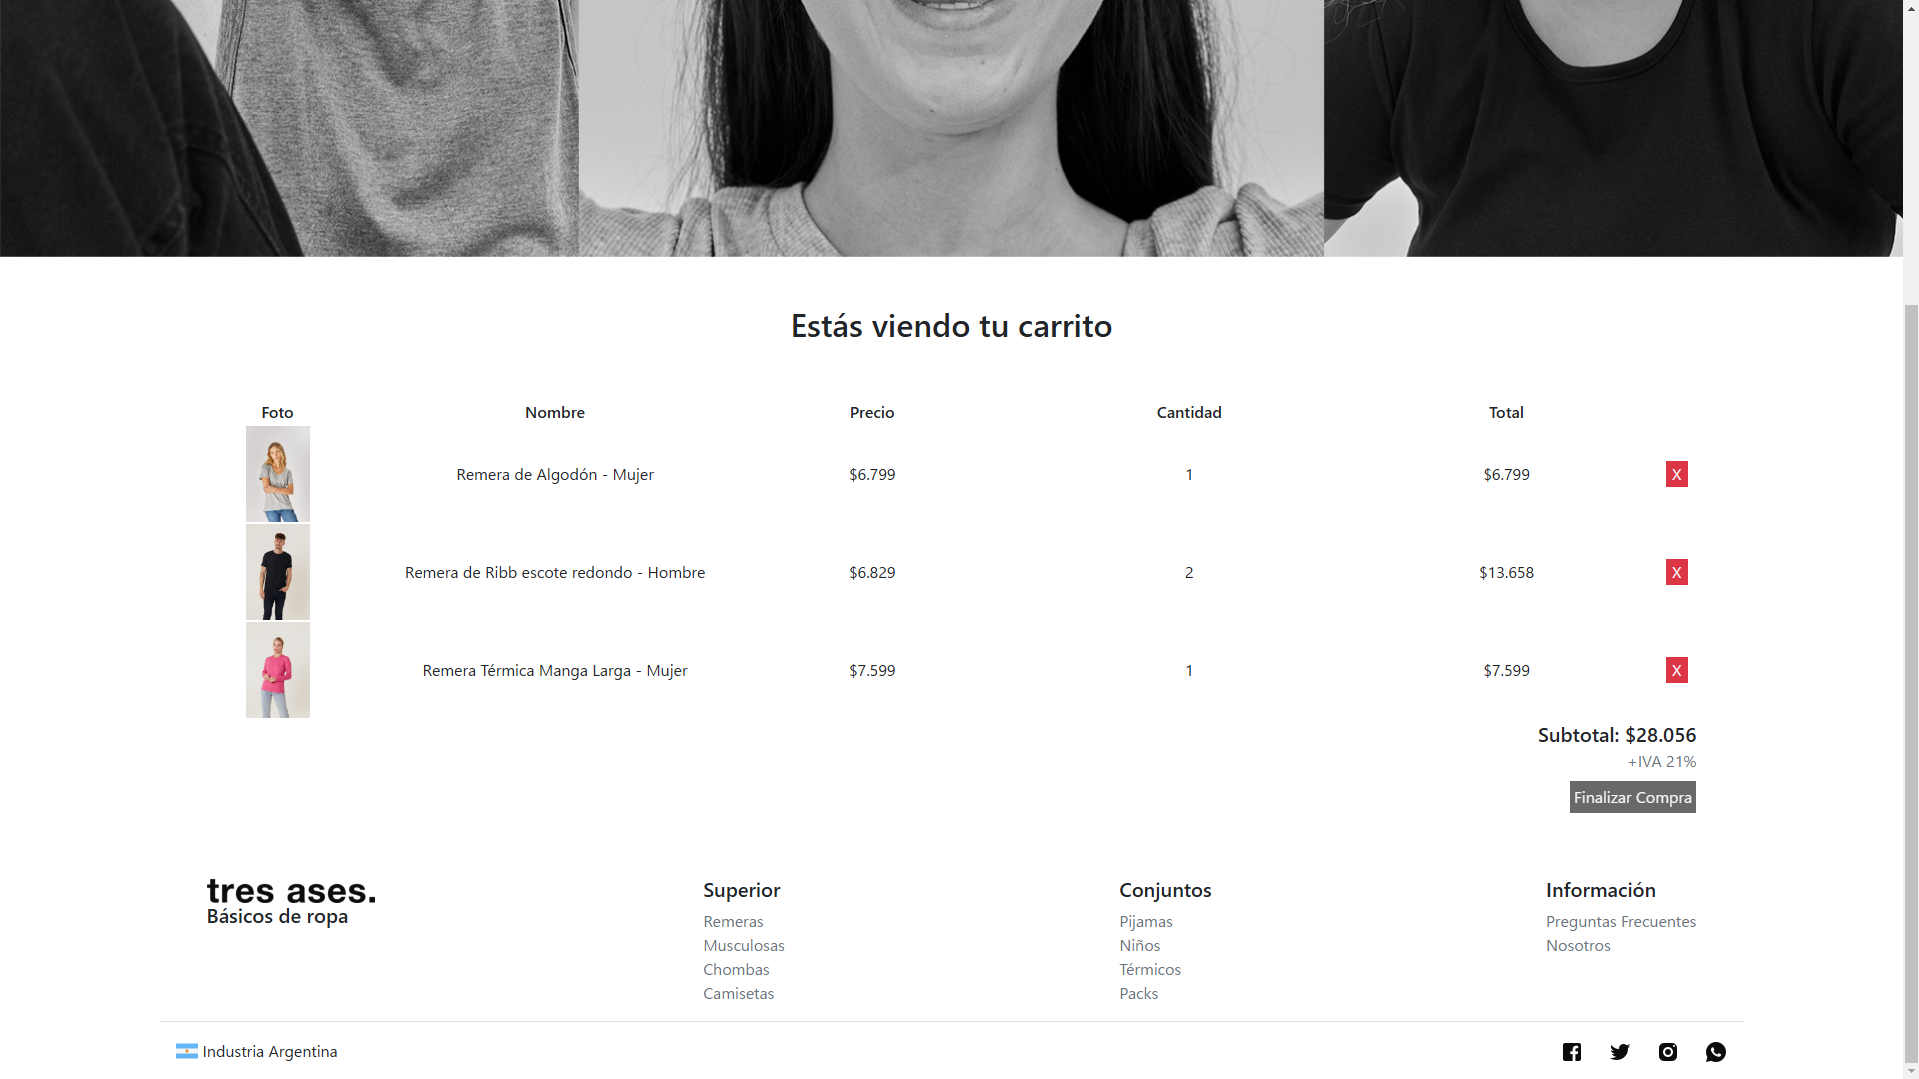 Estás viendo tu carrito
Foto Nombre Precio Cantidad Total
Remera de Algodón - Mujer $6.799 1 $6.799 X
Remera de Ribb escote redondo - Hombre $6.829 2 $13.658 X
Remera Térmica Manga Larga - Mujer $7.599 1 $7.599 X
Subtotal: $28.056
+IVA 21%
Finalizar Compra
tres ases.
Básicos de ropa
Superior
Remeras
Musculosas
Chombas
Camisetas
Conjuntos
Pijamas
Niños
Térmicos
Packs
Información
Preguntas Frecuentes
Nosotros
Industria Argentina